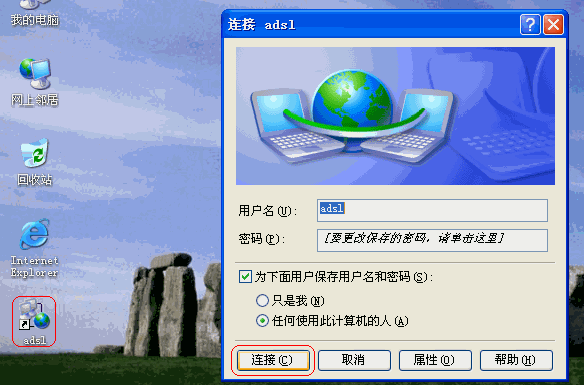 我的电脑
网上邻居
回收站
Internet
Explorer
adsl
连接 adsl
用户名(U):
adsl
密码(P):
[要更改保存的密码，请单击这里]
为下面用户保存用户名和密码(S):
只是我(N)
任何使用此计算机的人(A)
连接(C)
取消
属性(O)
帮助(H)